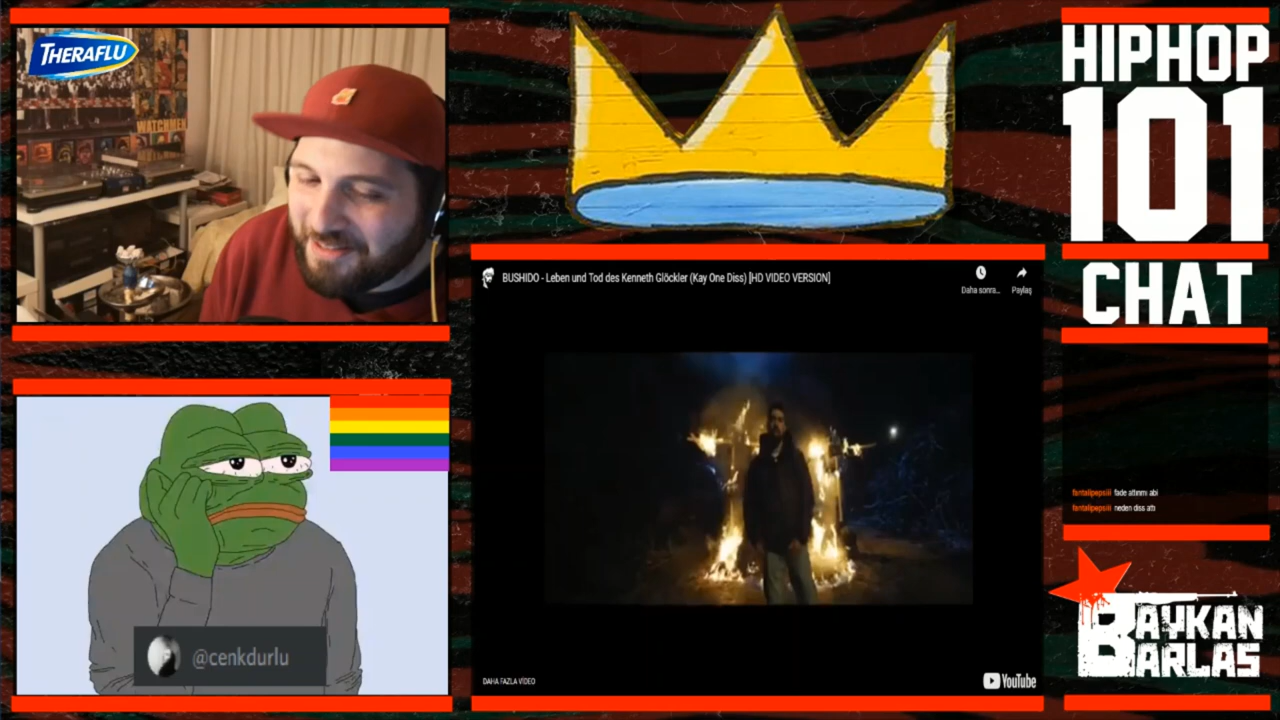 THERAFLU
WATCHMEN
HIPHOP
101
CHAT
BUSHIDO - Leben und Tod des Kenneth Glöckler (Kay One Diss) [HD VIDEO VERSION]
Daha sonra...
Paylaş
fantalipepsiii fade attınmı abi
fantalipepsiii neden diss attı
@cenkdurlu
DAHA FAZLA VİDEO
YouTube
BAYKAN
BARLAS